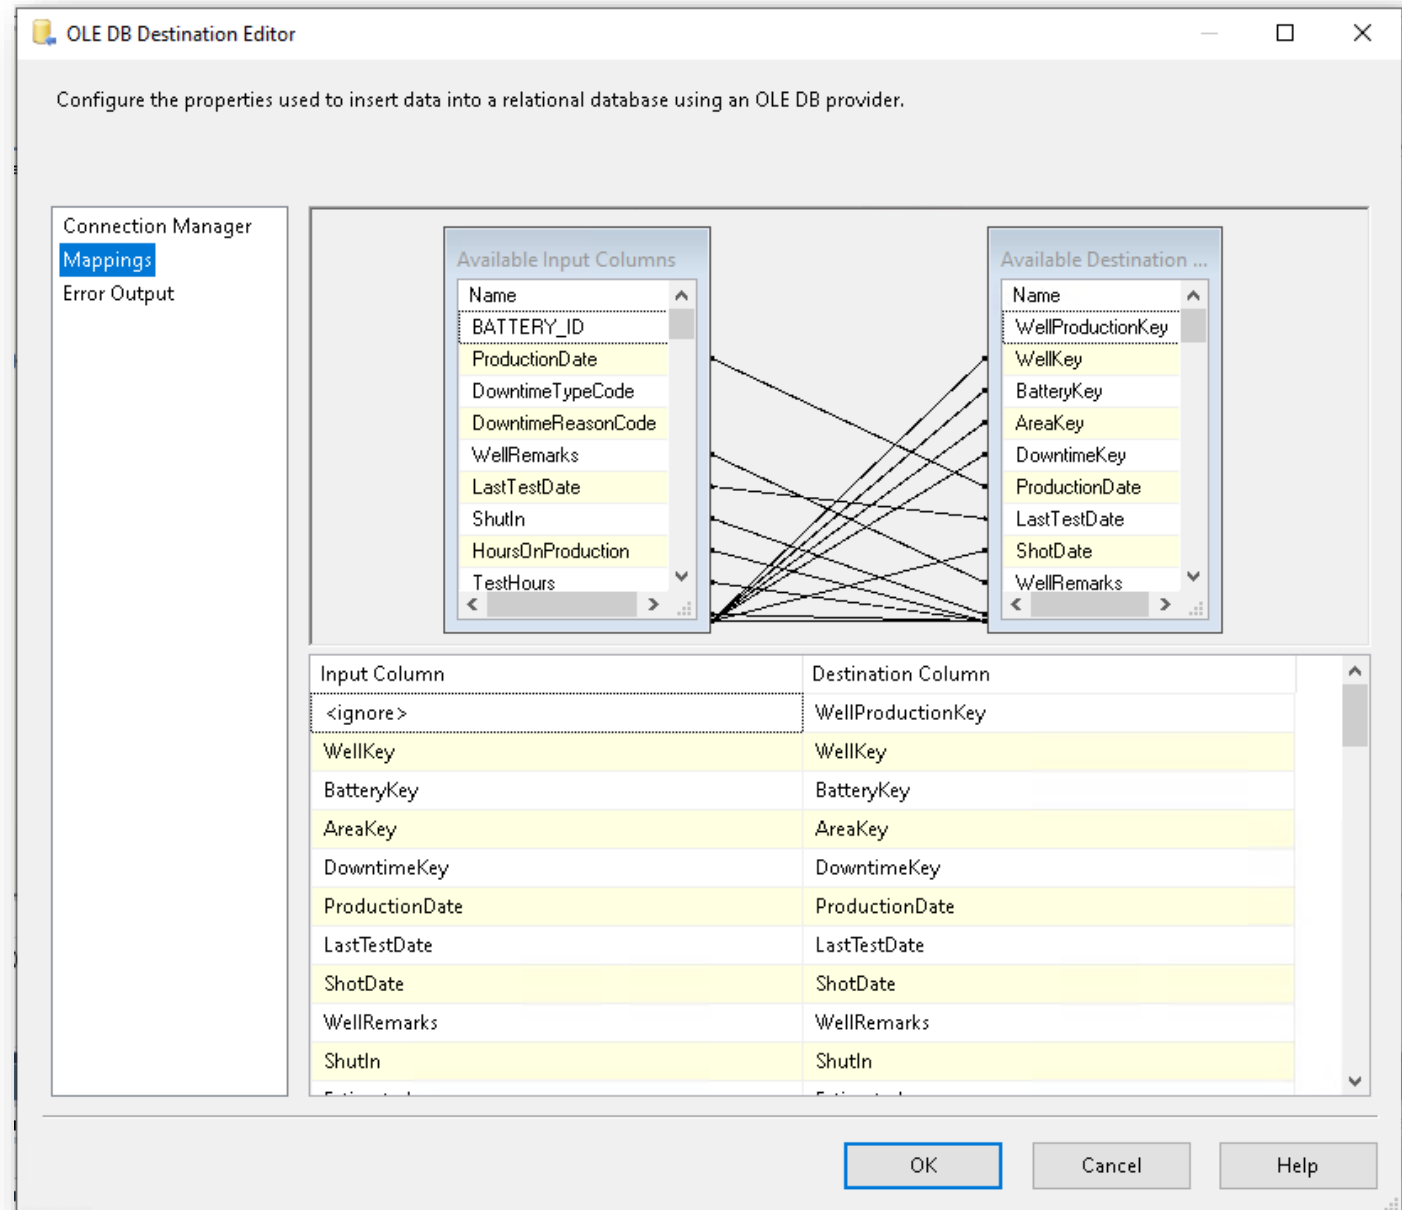 OLE DB Destination Editor
Configure the properties used to insert data into a relational database using an OLE DB provider.
Connection Manager
Mappings
Error Output
Available Input Columns
Name
BATTERY_ID
ProductionDate
DowntimeTypeCode
DowntimeReasonCode
WellRemarks
LastTestDate
ShutIn
HoursOnProduction
TestHours
Available Destination ...
Name
WellProductionKey
WellKey
BatteryKey
AreaKey
DowntimeKey
ProductionDate
LastTestDate
ShotDate
WellRemarks
Input Column Destination Column
<ignore> WellProductionKey
WellKey WellKey
BatteryKey BatteryKey
AreaKey AreaKey
DowntimeKey DowntimeKey
ProductionDate ProductionDate
LastTestDate LastTestDate
ShotDate ShotDate
WellRemarks WellRemarks
ShutIn ShutIn
OK Cancel Help